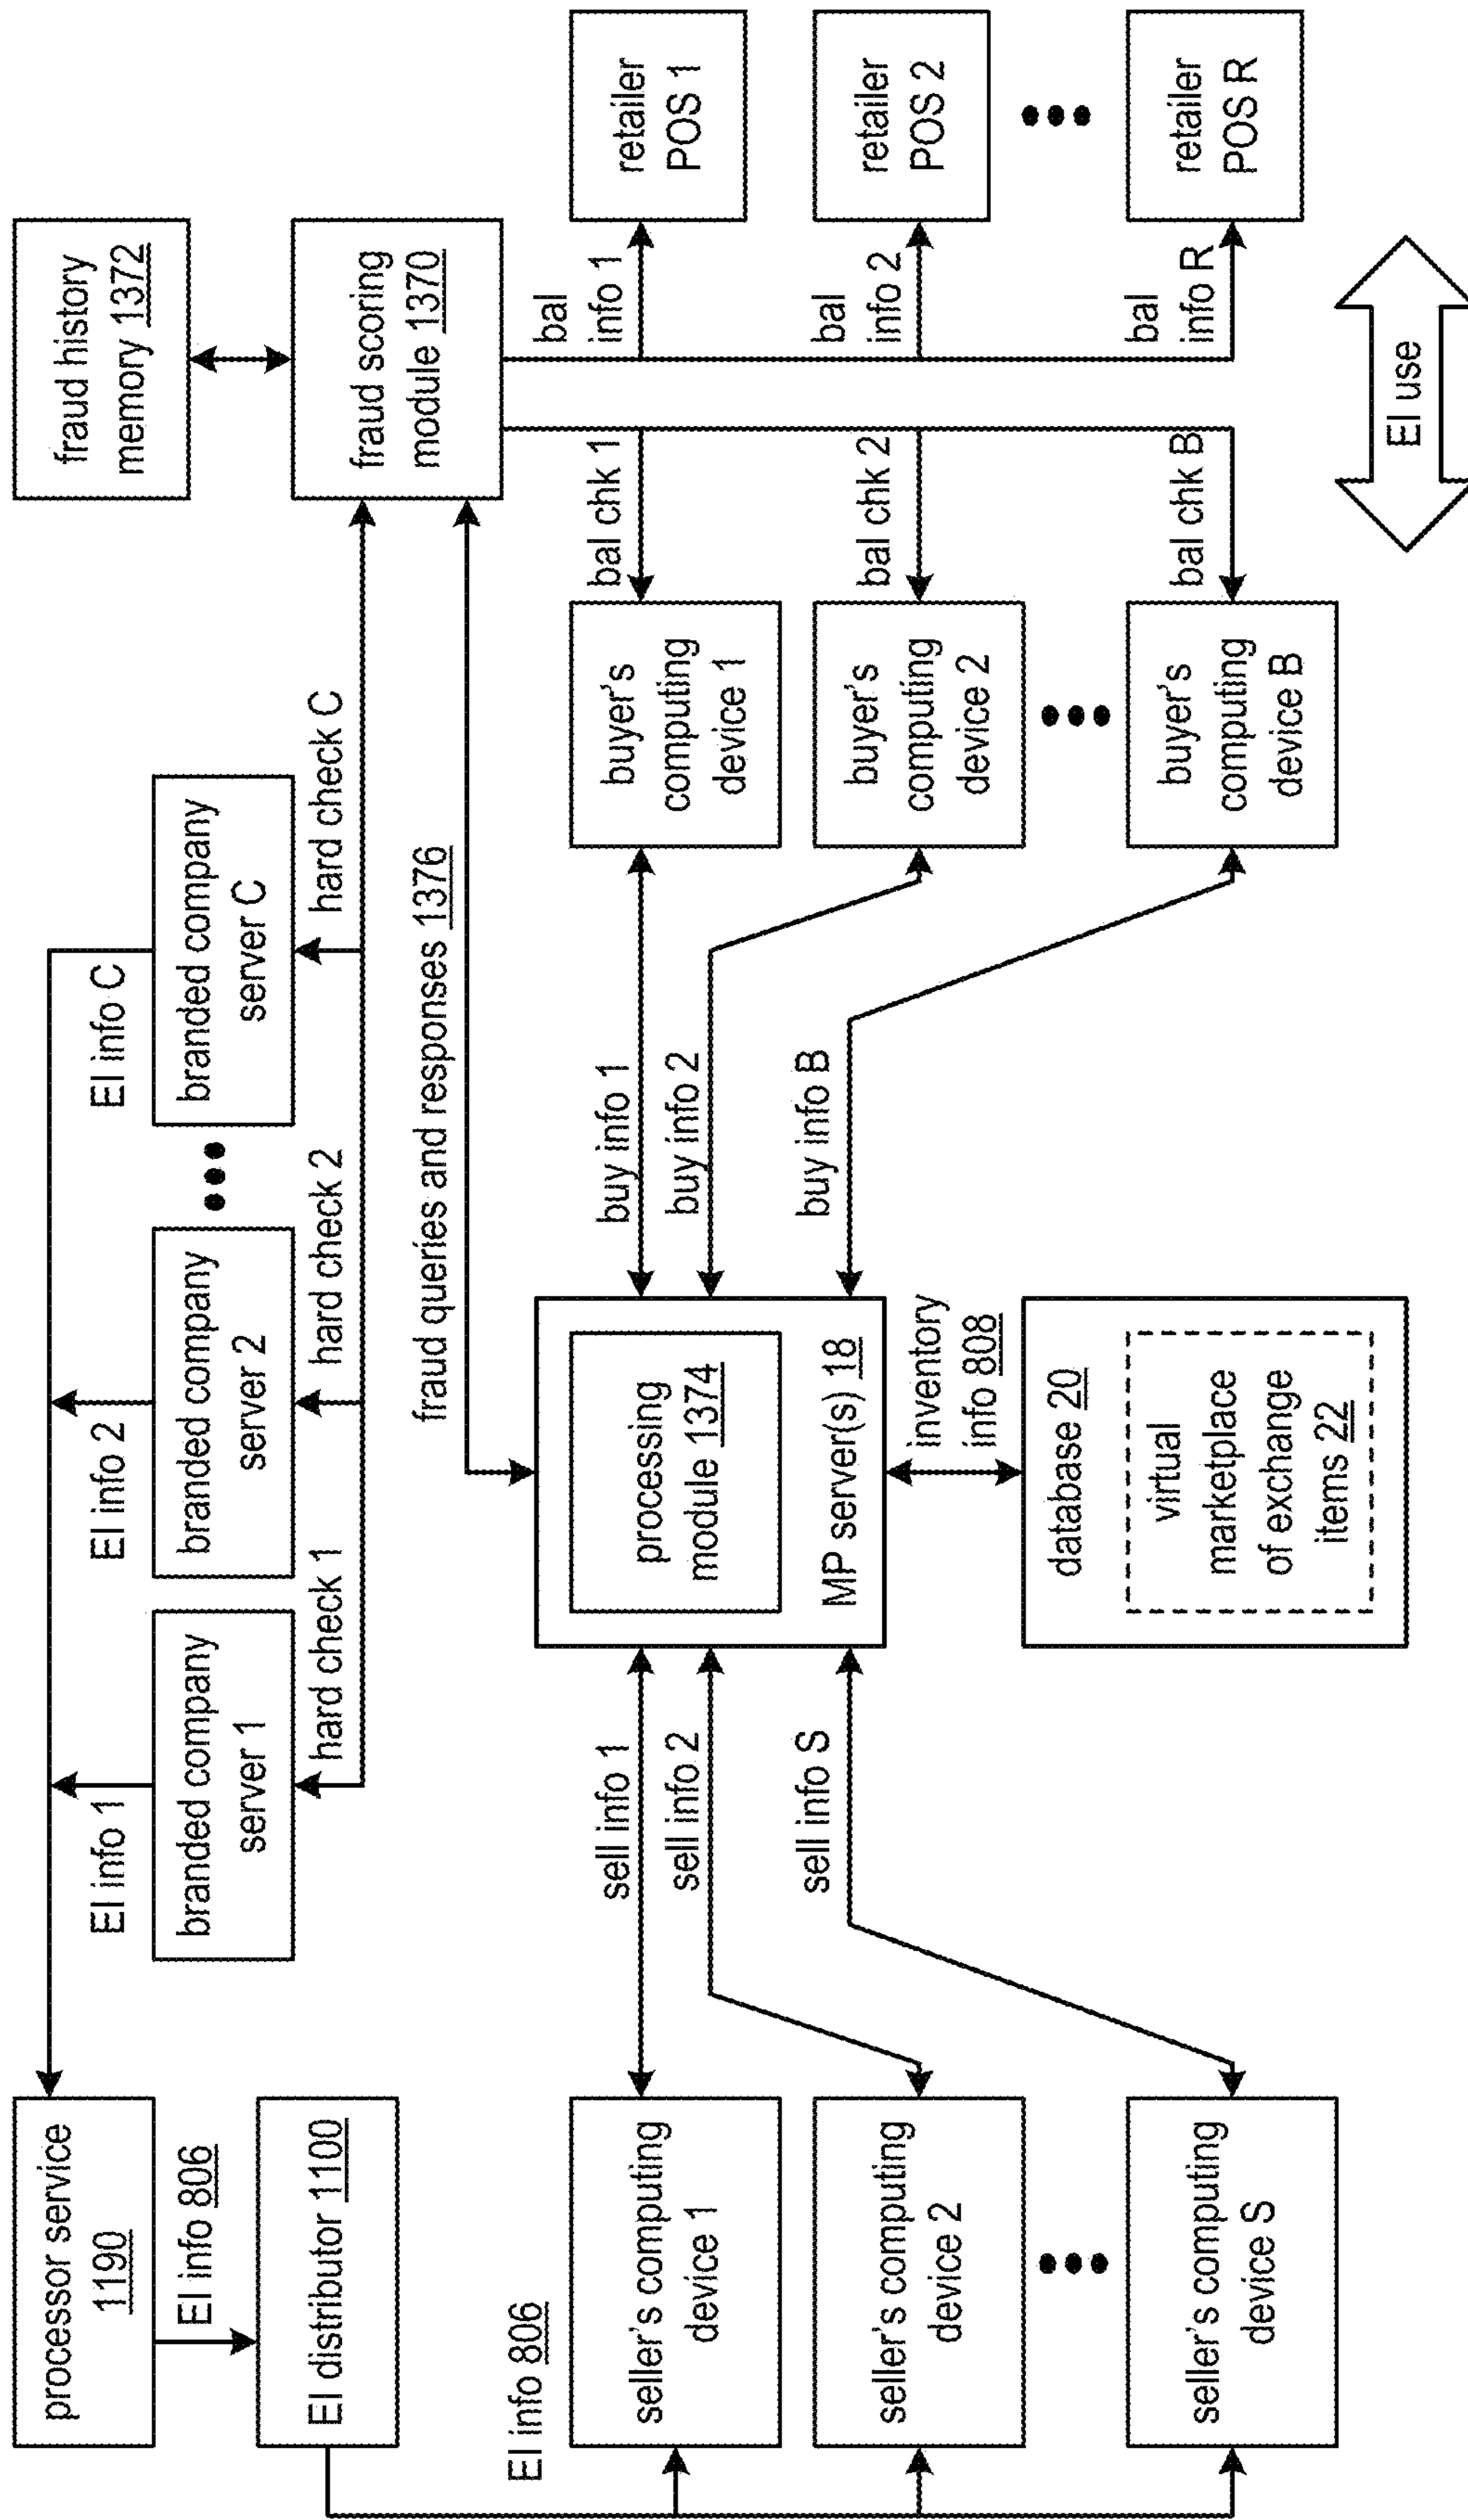 processor service
1190
EI info 806
EI distributor 1100
EI info 806
EI info 1
EI info 2
EI info C
branded company
server 1
branded company
server 2
branded company
server C
hard check 1
hard check 2
hard check C
fraud history
memory 1372
fraud scoring
module 1370
fraud queries and responses 1376
seller's computing
device 1
seller's computing
device 2
seller's computing
device S
sell info 1
sell info 2
sell info S
processing
module 1374
MP server(s) 18
inventory
info 808
database 20
virtual
marketplace
of exchange
items 22
buy info 1
buy info 2
buy info B
buyer's
computing
device 1
buyer's
computing
device 2
buyer's
computing
device B
bal chk 1
bal chk 2
bal chk B
bal
info 1
bal
info 2
bal
info R
retailer
POS 1
retailer
POS 2
retailer
POS R
EI use